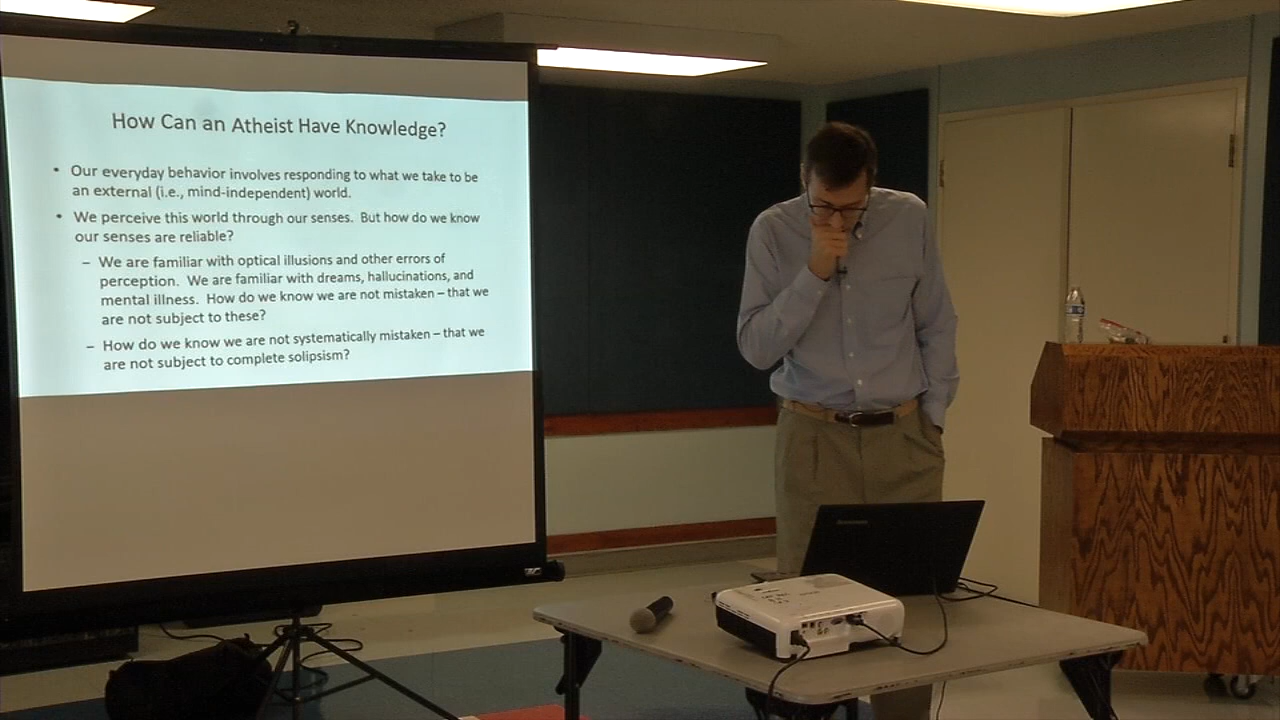 How Can an Atheist Have Knowledge?
• Our everyday behavior involves responding to what we take to be
an external (i.e., mind-independent) world.
• We perceive this world through our senses. But how do we know
our senses are reliable?
– We are familiar with optical illusions and other errors of
perception. We are familiar with dreams, hallucinations, and
mental illness. How do we know we are not mistaken – that we
are not subject to these?
– How do we know we are not systematically mistaken – that we
are not subject to complete solipsism?